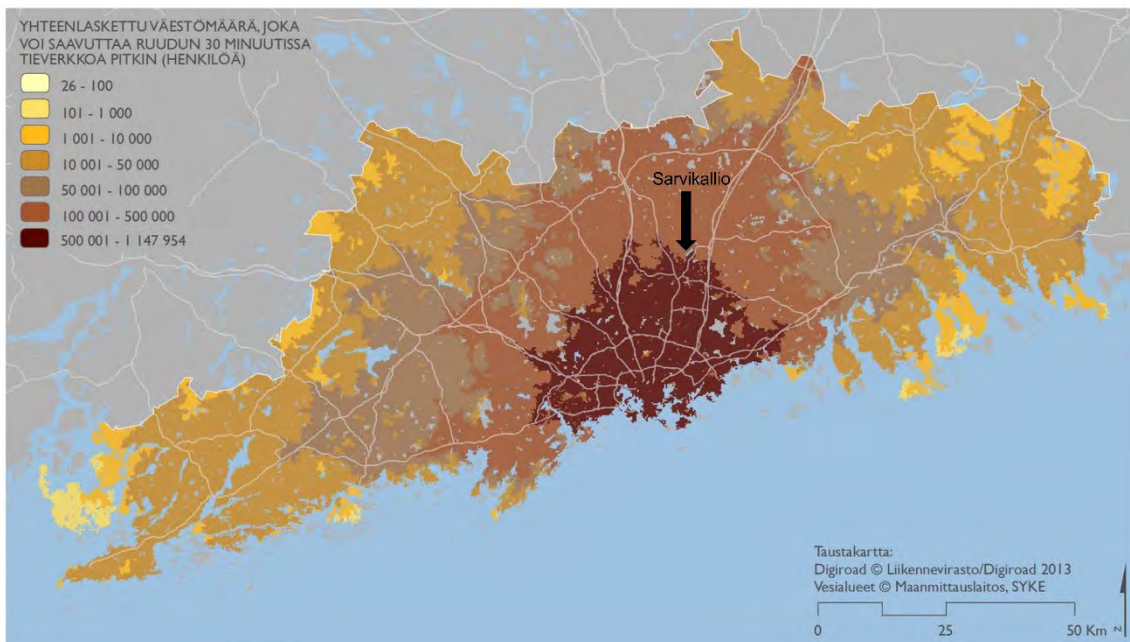 YHTEENLASKETTU VÄESTÖMÄÄRÄ, JOKA
VOI SAAVUTTAA RUUDUN 30 MINUUTISSA
TIEVERKKOA PITKIN (HENKILÖÄ)
26 - 100
101 - 1 000
1 001 - 10 000
10 001 - 50 000
50 001 - 100 000
100 001 - 500 000
500 001 - 1 147 954
Sarvikallio
Taustakartta:
Digiroad © Liikennevirasto/Digiroad 2013
Vesialueet © Maanmittauslaitos, SYKE
0 25 50 Km
N